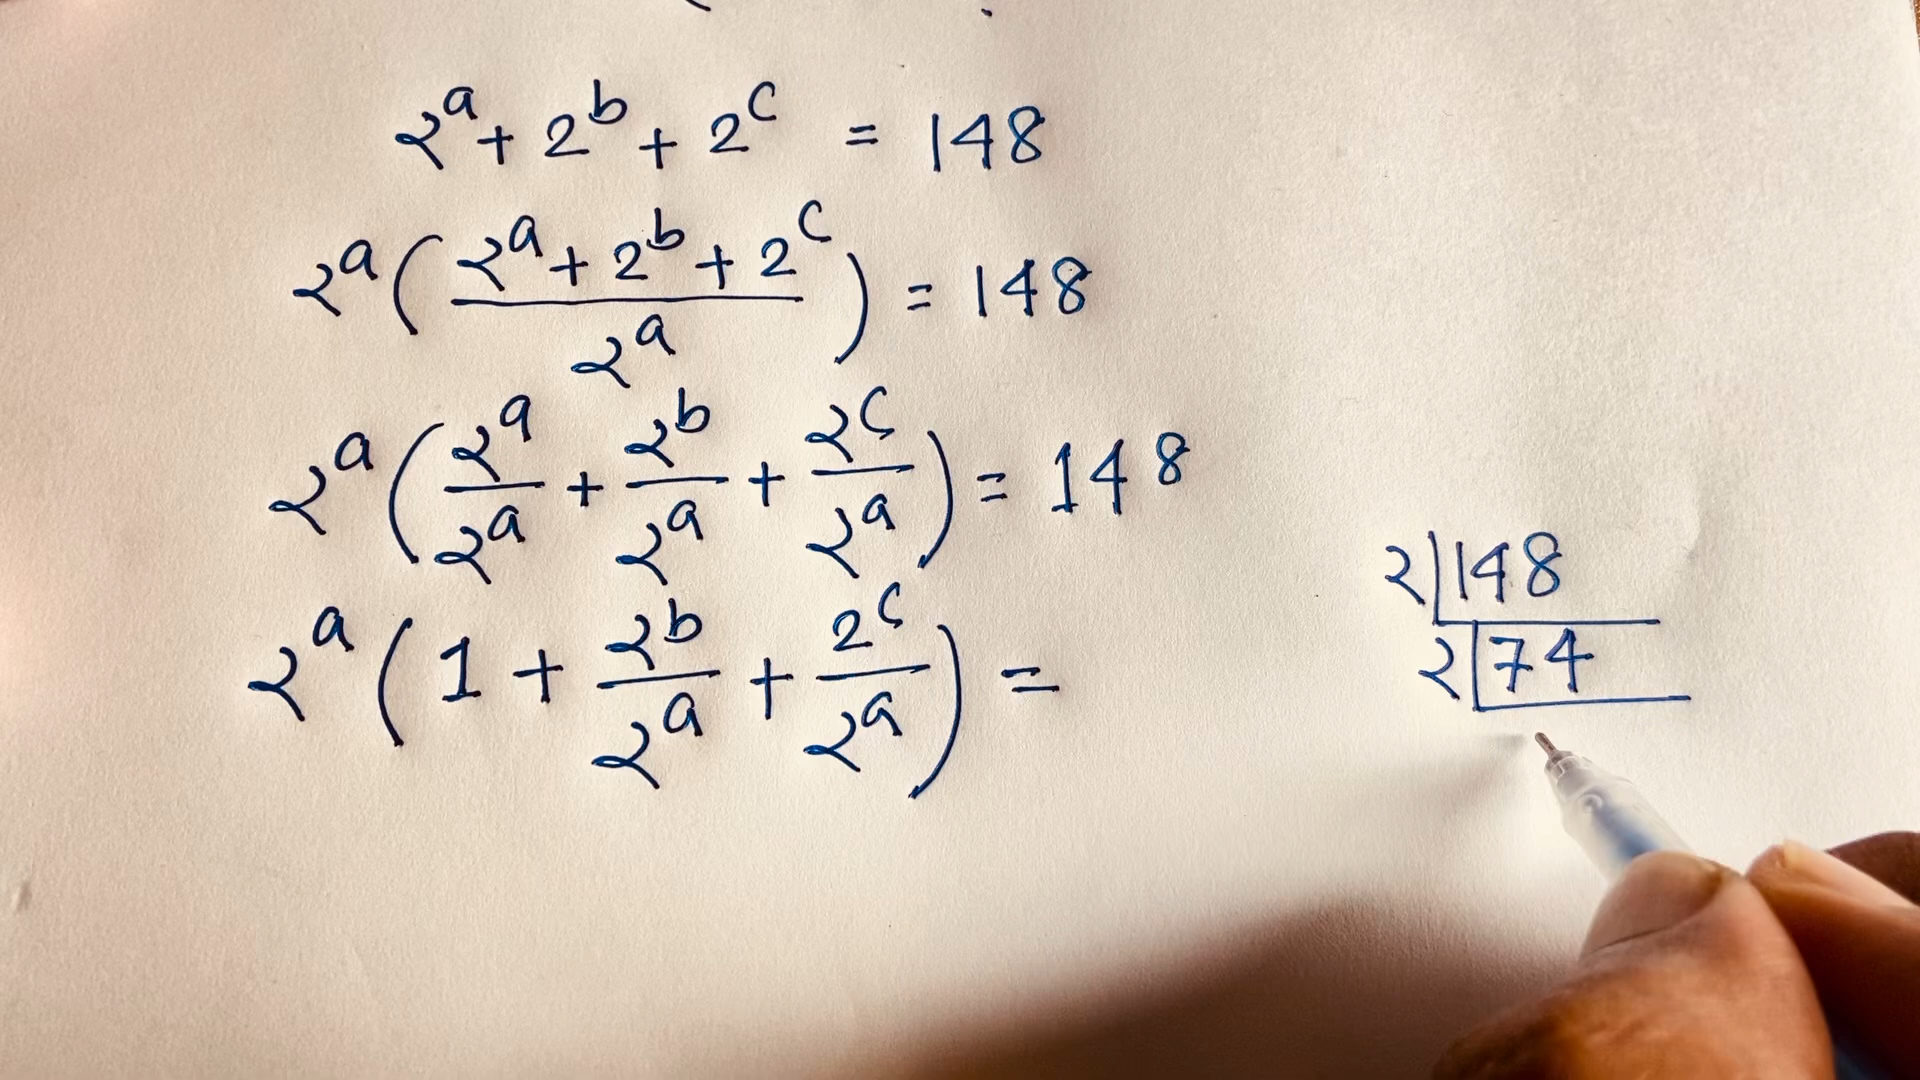 2^a + 2^b + 2^c = 148
2^a ( (2^a + 2^b + 2^c) / 2^a ) = 148
2^a ( 2^a/2^a + 2^b/2^a + 2^c/2^a ) = 148
2^a ( 1 + 2^b/2^a + 2^c/2^a ) =
2|148
2|74